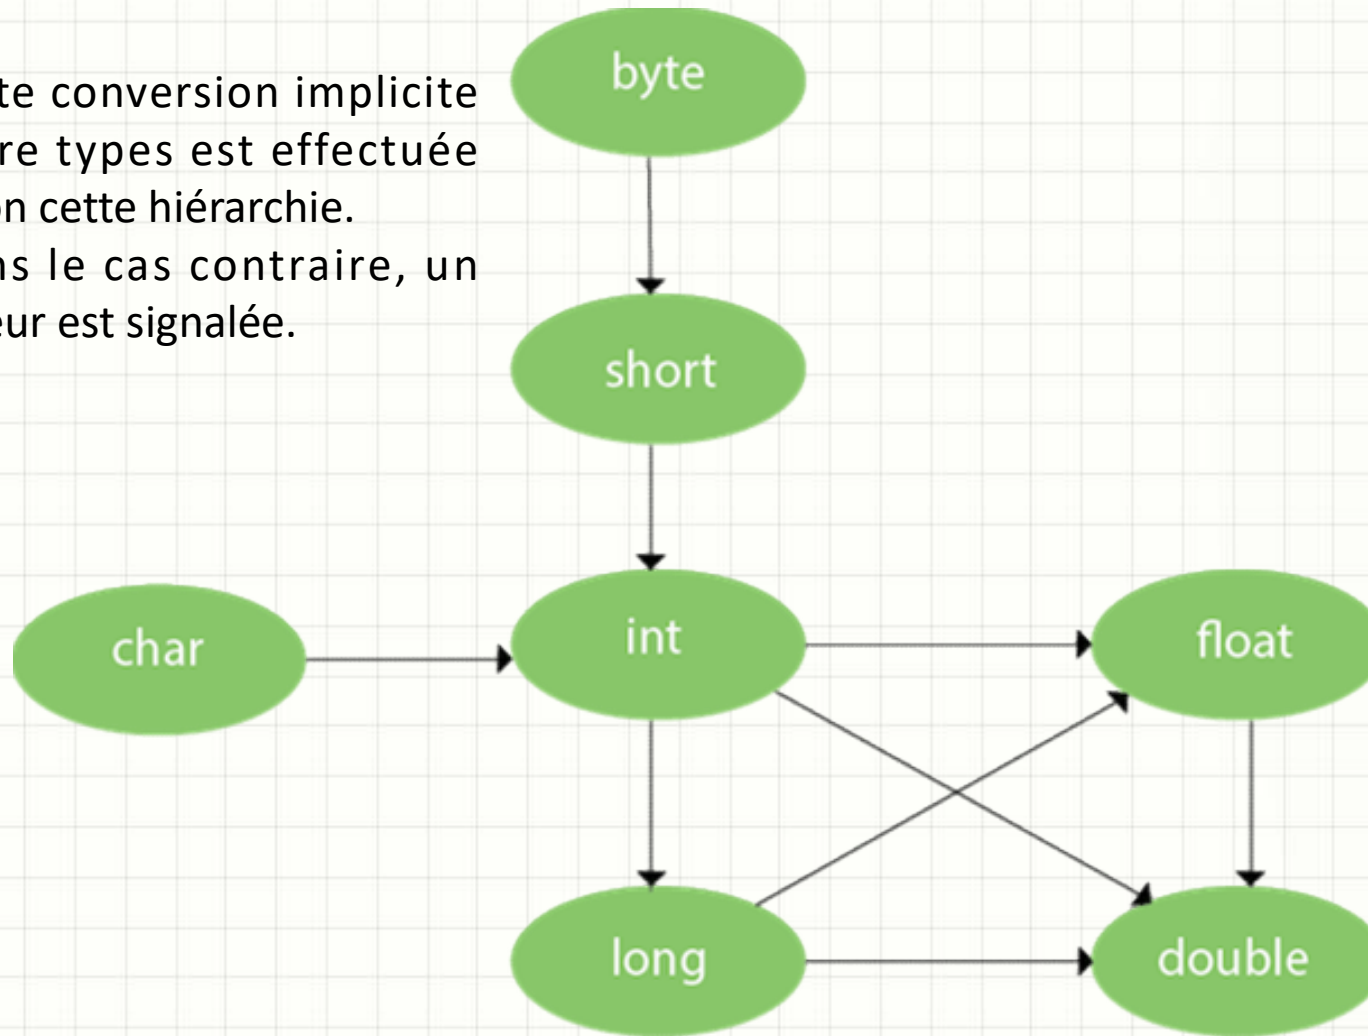 te conversion implicite
re types est effectuée
on cette hiérarchie.
ns le cas contraire, un
eur est signalée.
byte
short
char
int
float
long
double